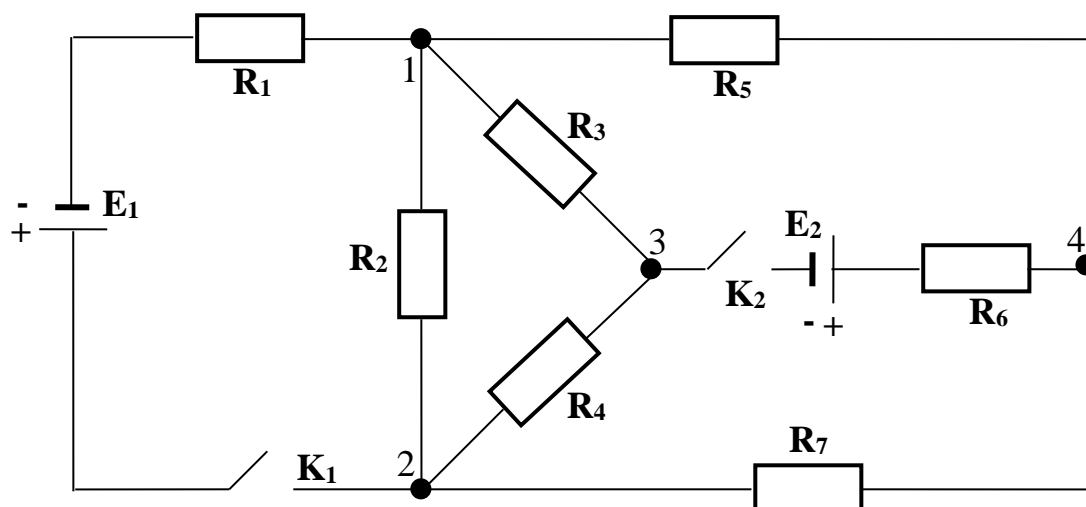 R₁
1
R₅
R₃
-
+
E₁
R₂
3
E₂
4
K₂
- +
R₆
R₄
R₇
2
K₁